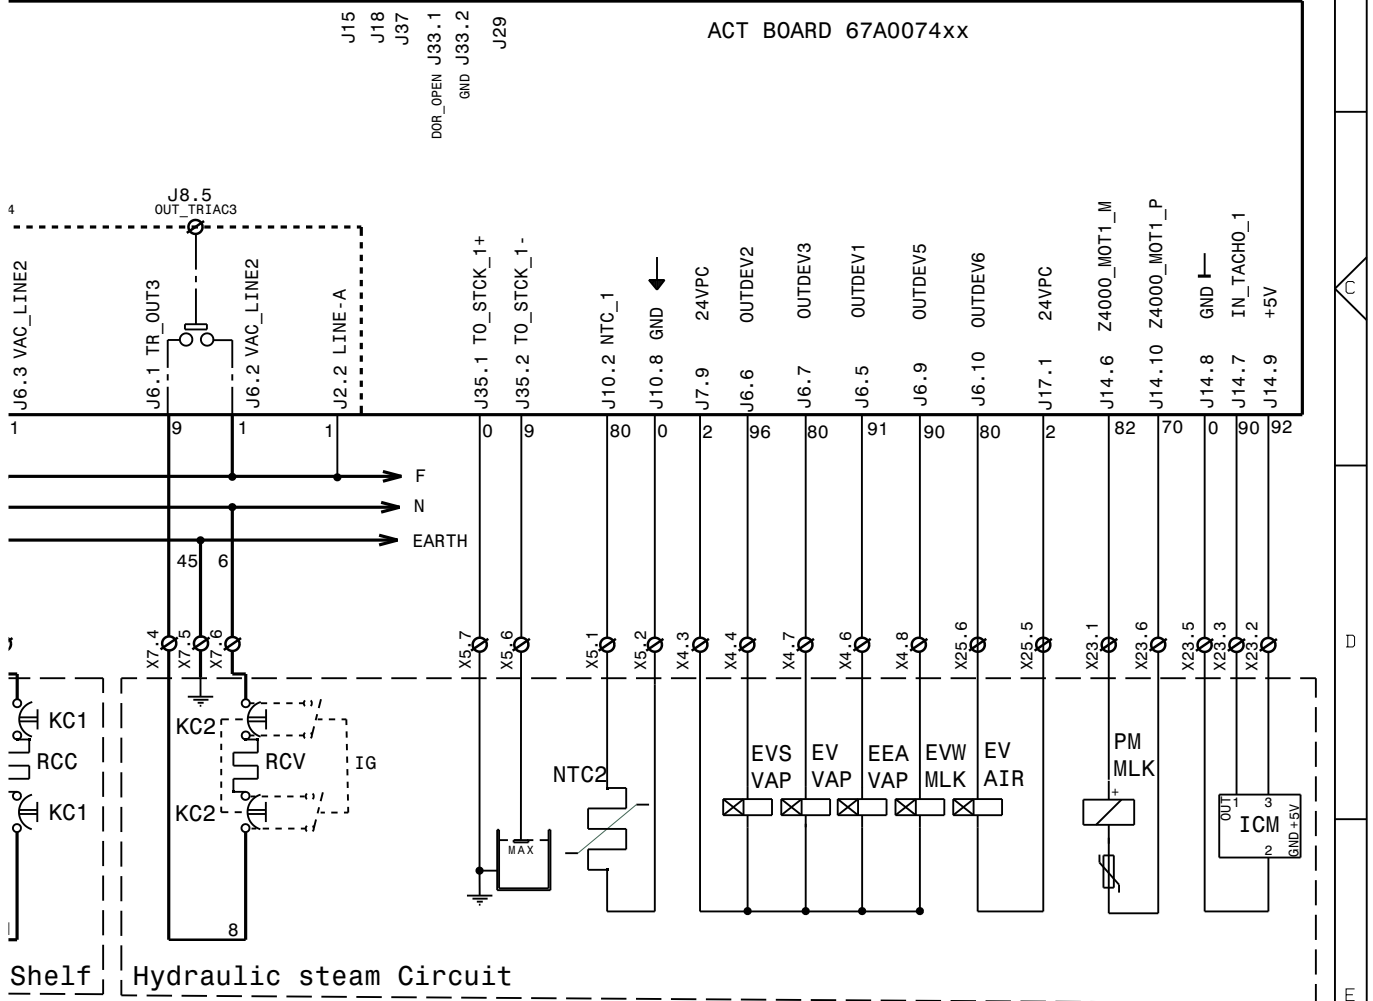 J15
J18
J37
DOR_OPEN J33.1
GND J33.2
J29
ACT BOARD 67A0074xx
4
J8.5
OUT_TRIAC3
J6.3 VAC_LINE2
J6.1 TR_OUT3
J6.2 VAC_LINE2
J2.2 LINE-A
J35.1 TO_STCK_1+
J35.2 TO_STCK_1-
J10.2 NTC_1
J10.8 GND
J7.9 24VPC
J6.6 OUTDEV2
J6.7 OUTDEV3
J6.5 OUTDEV1
J6.9 OUTDEV5
J6.10 OUTDEV6
J17.1 24VPC
J14.6 Z4000_MOT1_M
J14.10 Z4000_MOT1_P
J14.8 GND
J14.7 IN_TACHO_1
J14.9 +5V
C
1 9 1 1 0 9 80 0 2 96 80 91 90 80 2 82 70 0 90 92
F
N
EARTH
45 6
X7.4 X7.5 X7.6 X5.7 X5.6 X5.1 X5.2 X4.3 X4.4 X4.7 X4.6 X4.8 X25.6 X25.5 X23.1 X23.6 X23.5 X23.3 X23.2
D
KC1 KC2
RCC RCV IG
KC1 KC2
NTC2
MAX
EVS VAP
EV VAP
EEA VAP
EVW MLK
EV AIR
PM MLK
+
OUT 1 3 +5V
ICM
2 GND
8
Shelf
Hydraulic steam Circuit
E